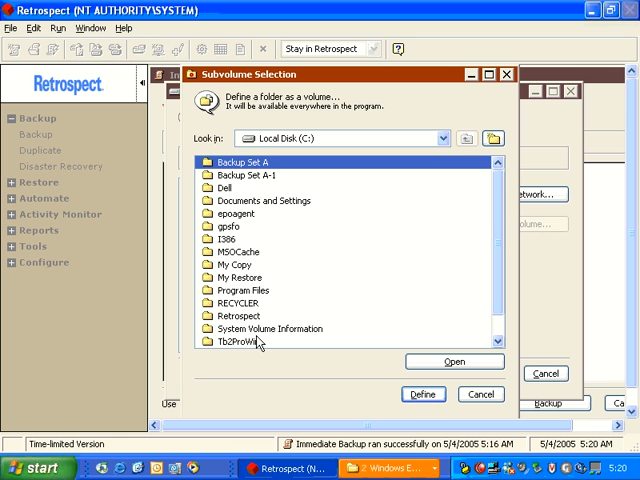 Retrospect (NT AUTHORITY\SYSTEM)
File Edit Run Window Help
Stay in Retrospect
Retrospect
Backup
Backup
Duplicate
Disaster Recovery
Restore
Automate
Activity Monitor
Reports
Tools
Configure
Subvolume Selection
Define a folder as a volume...
It will be available everywhere in the program.
Look in: Local Disk (C:)
Backup Set A
Backup Set A-1
Dell
Documents and Settings
epoagent
gpsfo
I386
MSOCache
My Copy
My Restore
Program Files
RECYCLER
Retrospect
System Volume Information
Open
Define Cancel
etwork...
olume...
Cancel
Use
Backup
Ca
Time-limited Version
Immediate Backup ran successfully on 5/4/2005 5:16 AM
5/4/2005 5:20 AM
start
Retrospect (N...
2 Windows E...
5:20